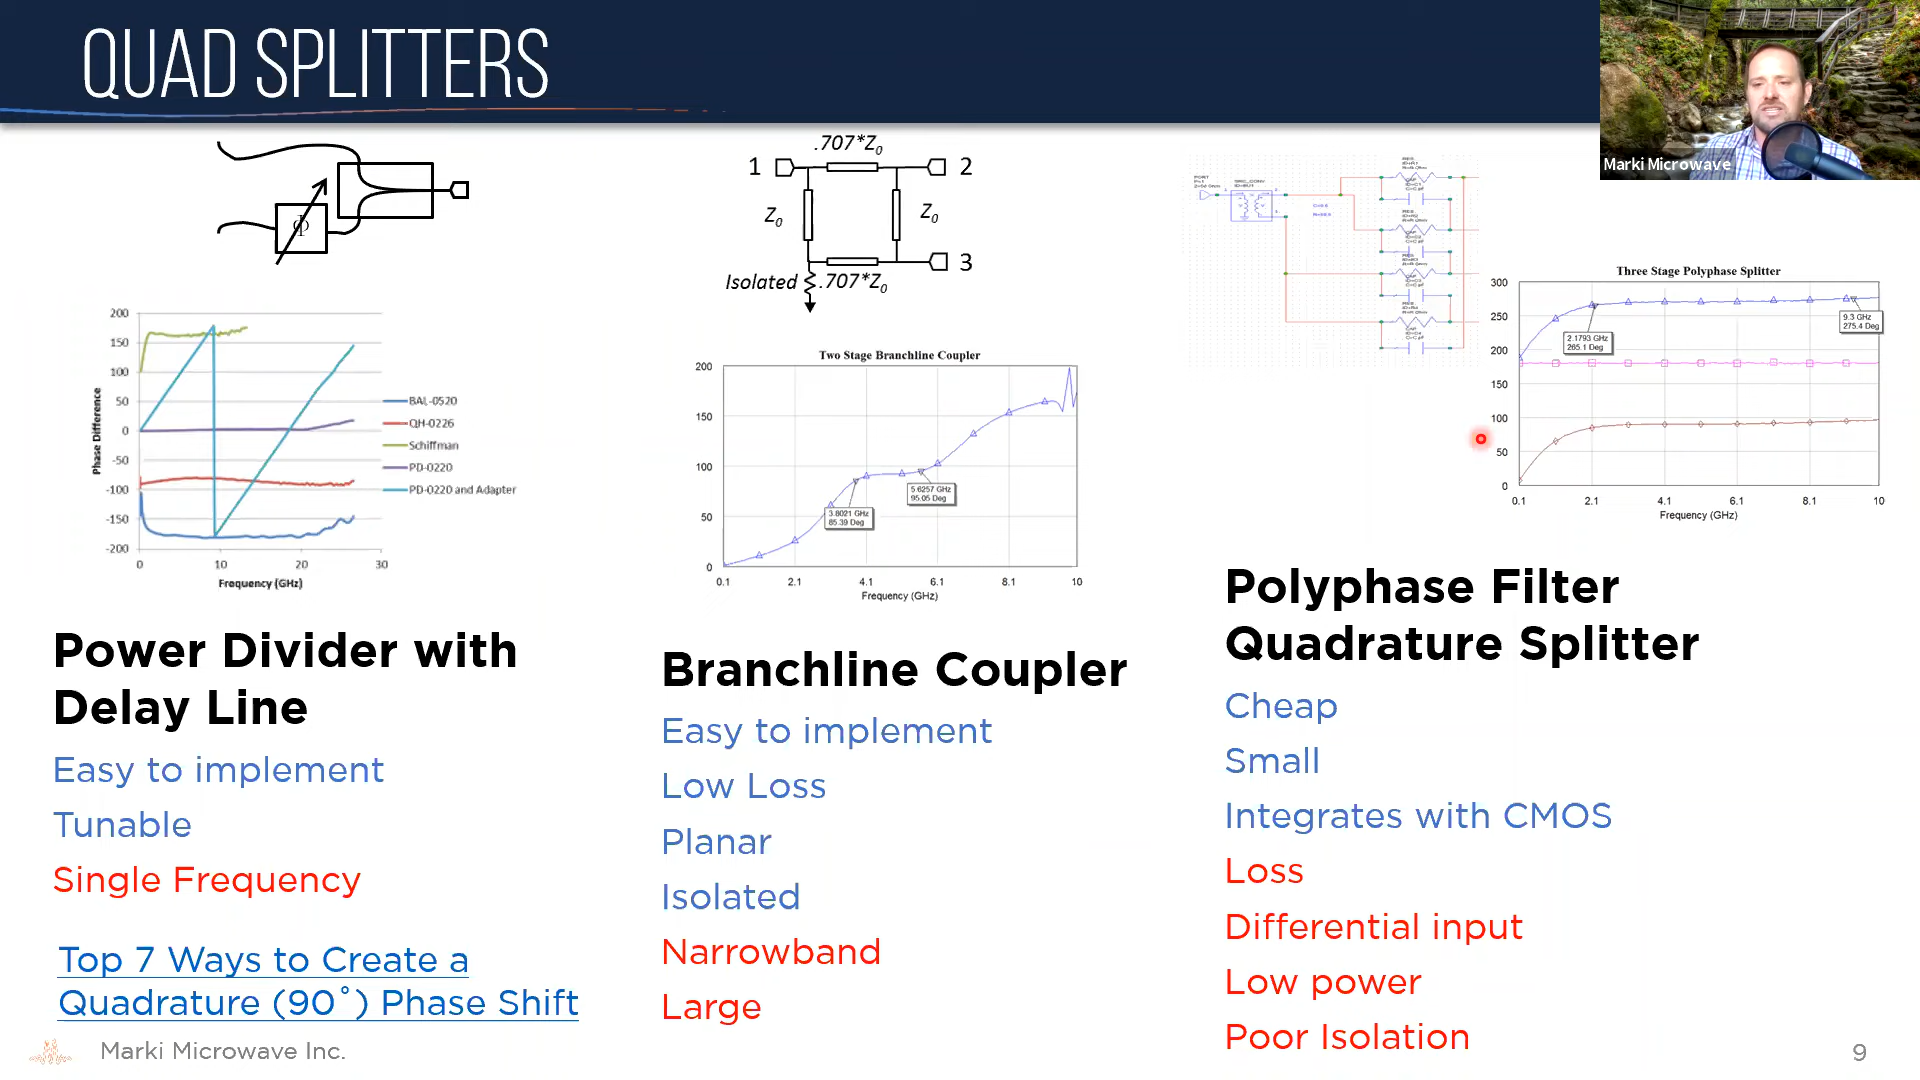 QUAD SPLITTERS
Marki Microwave
Φ
.707*Z0
1
2
Z0
Z0
3
Isolated
.707*Z0
Three Stage Polyphase Splitter
300
250
200
150
100
50
0
2.1793 GHz
265.1 Deg
9.3 GHz
275.4 Deg
0.1
2.1
4.1
6.1
8.1
10
Frequency (GHz)
200
150
100
50
0
-50
-100
-150
-200
Phase Difference
0
10
20
30
Frequency (GHz)
BAL-0520
QH-0226
Schiffman
PD-0220
PD-0220 and Adapter
Two Stage Branchline Coupler
200
150
100
50
0
3.8021 GHz
85.39 Deg
5.6257 GHz
95.05 Deg
0.1
2.1
4.1
6.1
8.1
10
Frequency (GHz)
Power Divider with
Delay Line
Easy to implement
Tunable
Single Frequency
Top 7 Ways to Create a
Quadrature (90°) Phase Shift
Branchline Coupler
Easy to implement
Low Loss
Planar
Isolated
Narrowband
Large
Polyphase Filter
Quadrature Splitter
Cheap
Small
Integrates with CMOS
Loss
Differential input
Low power
Poor Isolation
Marki Microwave Inc.
9